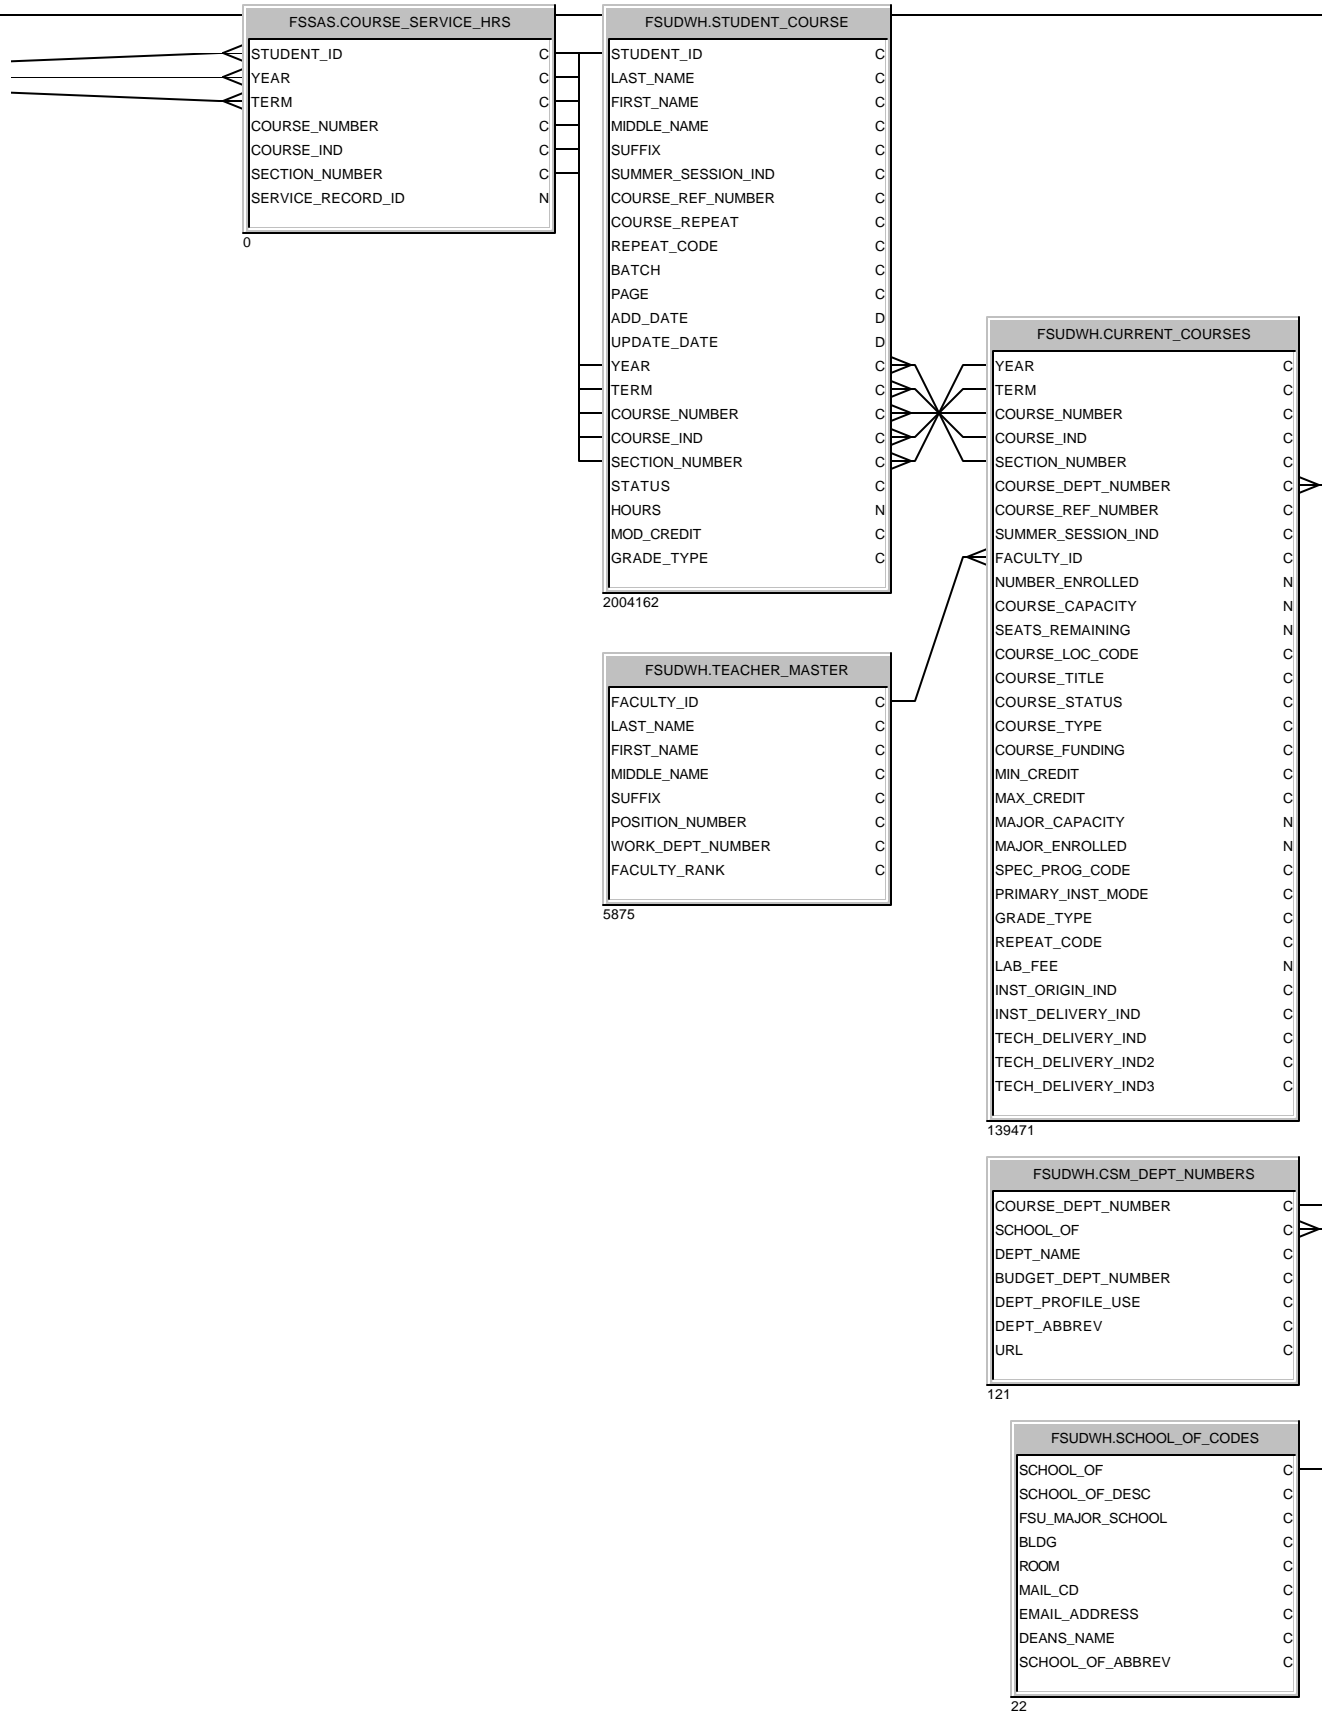 FSSAS.COURSE_SERVICE_HRS
STUDENT_ID C
YEAR C
TERM C
COURSE_NUMBER C
COURSE_IND C
SECTION_NUMBER C
SERVICE_RECORD_ID N
0
FSUDWH.STUDENT_COURSE
STUDENT_ID C
LAST_NAME C
FIRST_NAME C
MIDDLE_NAME C
SUFFIX C
SUMMER_SESSION_IND C
COURSE_REF_NUMBER C
COURSE_REPEAT C
REPEAT_CODE C
BATCH C
PAGE C
ADD_DATE D
UPDATE_DATE D
YEAR C
TERM C
COURSE_NUMBER C
COURSE_IND C
SECTION_NUMBER C
STATUS C
HOURS N
MOD_CREDIT C
GRADE_TYPE C
2004162
FSUDWH.TEACHER_MASTER
FACULTY_ID C
LAST_NAME C
FIRST_NAME C
MIDDLE_NAME C
SUFFIX C
POSITION_NUMBER C
WORK_DEPT_NUMBER C
FACULTY_RANK C
5875
FSUDWH.CURRENT_COURSES
YEAR C
TERM C
COURSE_NUMBER C
COURSE_IND C
SECTION_NUMBER C
COURSE_DEPT_NUMBER C
COURSE_REF_NUMBER C
SUMMER_SESSION_IND C
FACULTY_ID C
NUMBER_ENROLLED N
COURSE_CAPACITY N
SEATS_REMAINING N
COURSE_LOC_CODE C
COURSE_TITLE C
COURSE_STATUS C
COURSE_TYPE C
COURSE_FUNDING C
MIN_CREDIT C
MAX_CREDIT C
MAJOR_CAPACITY N
MAJOR_ENROLLED N
SPEC_PROG_CODE C
PRIMARY_INST_MODE C
GRADE_TYPE C
REPEAT_CODE C
LAB_FEE N
INST_ORIGIN_IND C
INST_DELIVERY_IND C
TECH_DELIVERY_IND C
TECH_DELIVERY_IND2 C
TECH_DELIVERY_IND3 C
139471
FSUDWH.CSM_DEPT_NUMBERS
COURSE_DEPT_NUMBER C
SCHOOL_OF C
DEPT_NAME C
BUDGET_DEPT_NUMBER C
DEPT_PROFILE_USE C
DEPT_ABBREV C
URL C
121
FSUDWH.SCHOOL_OF_CODES
SCHOOL_OF C
SCHOOL_OF_DESC C
FSU_MAJOR_SCHOOL C
BLDG C
ROOM C
MAIL_CD C
EMAIL_ADDRESS C
DEANS_NAME C
SCHOOL_OF_ABBREV C
22